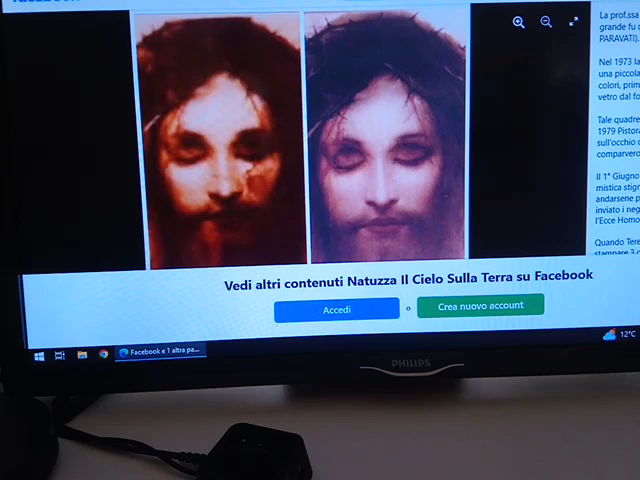 La prof.ssa
grande fu
PARAVATI).
Nel 1973 la
una piccola
colori, prim
vetro dal fo
Tale quadre
1979 Pistor
sull'occhio
comparvero
Il 1° Giugno
mistica stig
andarsene p
inviato i neg
l'Ecce Homo
Quando Tere
stampare 3
Vedi altri contenuti Natuzza Il Cielo Sulla Terra su Facebook
Accedi o Crea nuovo account
Facebook e 1 altra pa...
12°C
PHILIPS